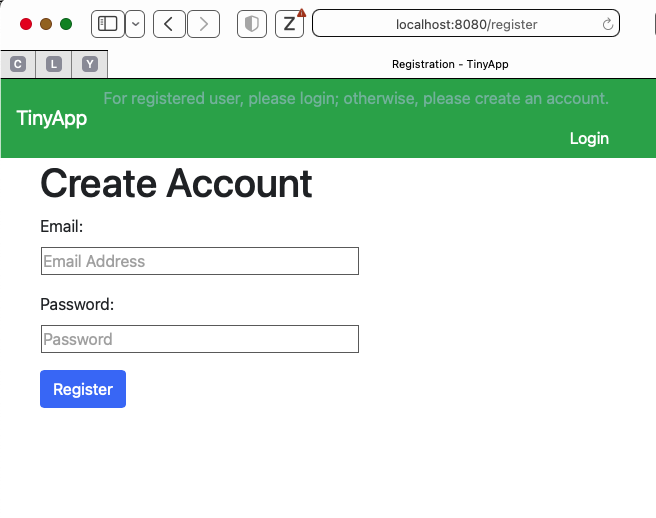 Z
localhost:8080/register
C
L
Y
Registration - TinyApp
For registered user, please login; otherwise, please create an account.
TinyApp
Login
Create Account
Email:
Email Address
Password:
Password
Register